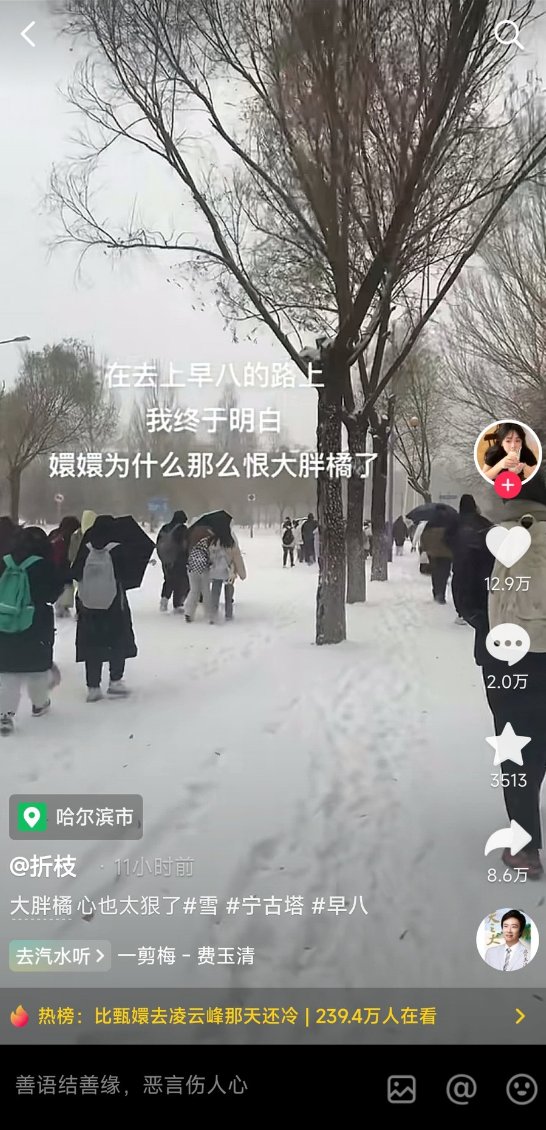 在去上早八的路上
我终于明白
嬛嬛为什么那么恨大胖橘了
12.9万
2.0万
3513
8.6万
哈尔滨市
@折枝 · 11小时前
大胖橘心也太狠了#雪 #宁古塔 #早八
去汽水听 > 一剪梅 - 费玉清
热榜：比甄嬛去凌云峰那天还冷 | 239.4万人在看
善语结善缘，恶言伤人心